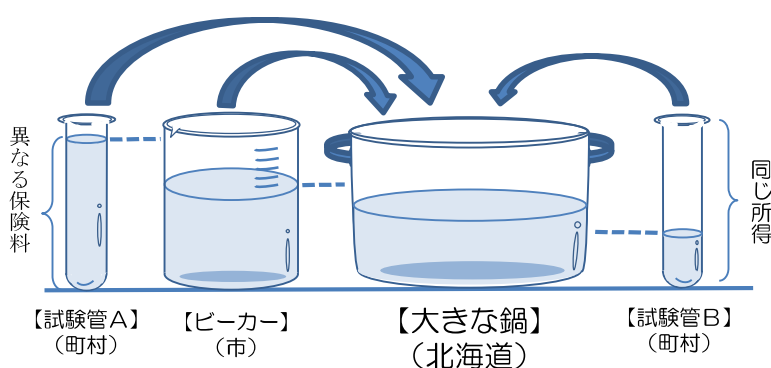 異なる保険料
同じ所得
【試験管A】
(町村)
【ビーカー】
(市)
【大きな鍋】
(北海道)
【試験管B】
(町村)